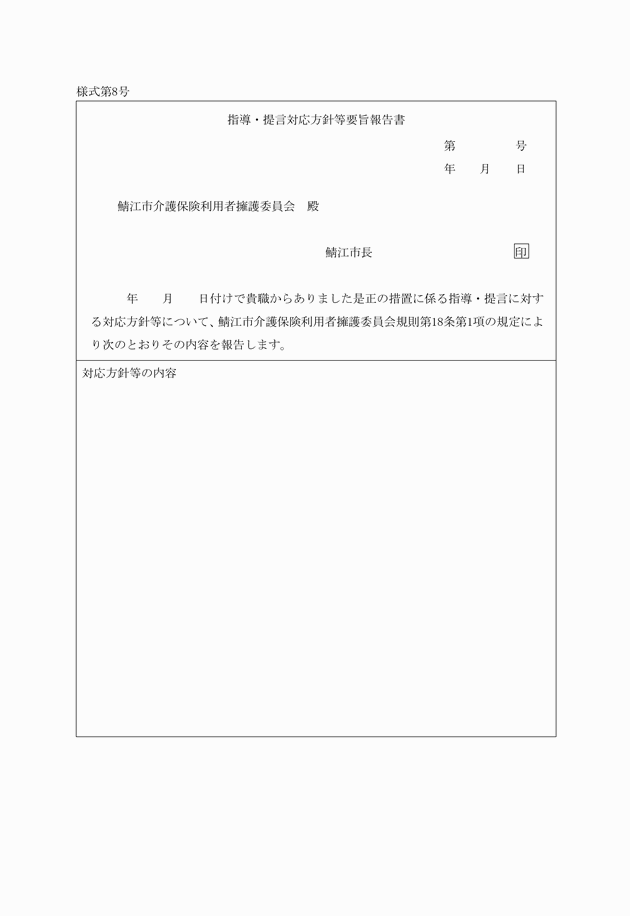 様式第8号
指導・提言対応方針等要旨報告書
第　　　　　号
年　　月　　日
鯖江市介護保険利用者擁護委員会　殿
鯖江市長　　　　　　　　　　　　印
年　　月　　日付けで貴職からありました是正の措置に係る指導・提言に対す
る対応方針等について、鯖江市介護保険利用者擁護委員会規則第18条第1項の規定によ
り次のとおりその内容を報告します。
対応方針等の内容